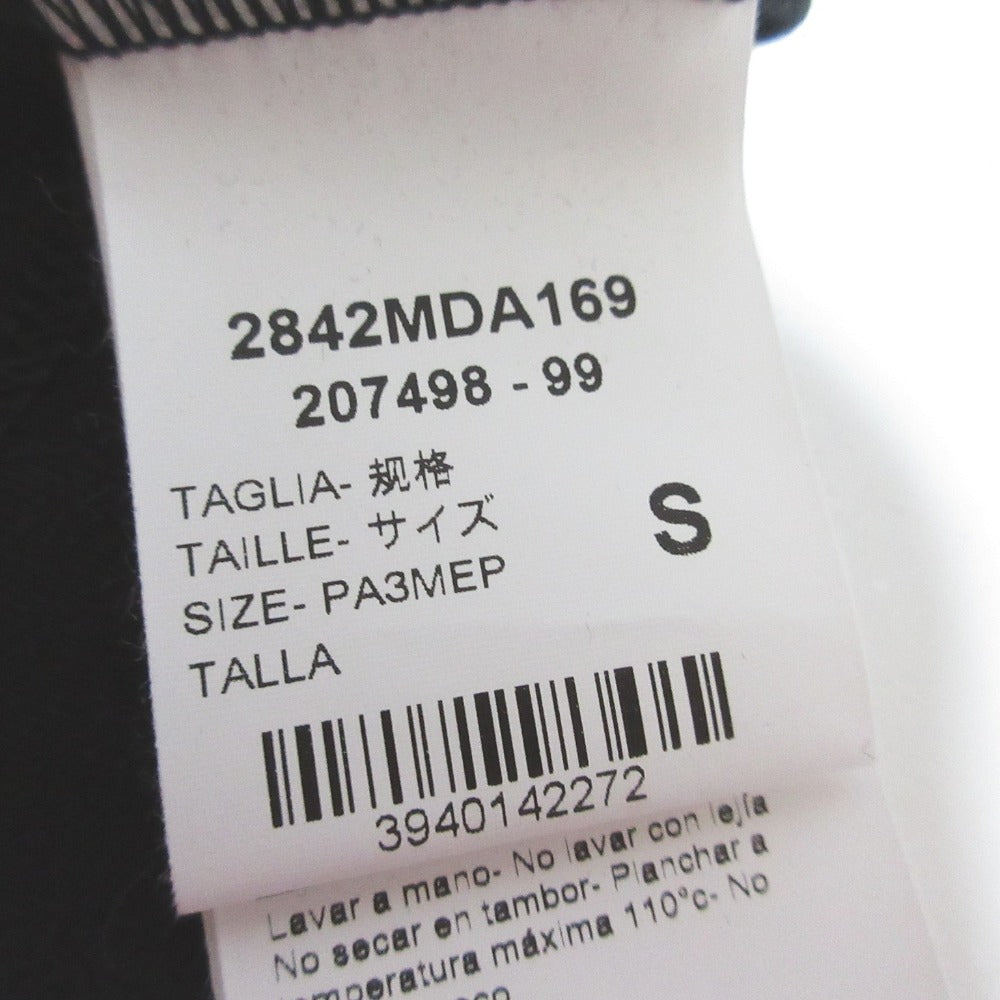 2842MDA169
207498 - 99
TAGLIA- 规格
TAILLE- サイズ
SIZE- PA3MEP
TALLA
S
3940142272
Lavar a mano- No lavar con lejía
No secar en tambor- Planchar a
temperatura máxima 110°c- No